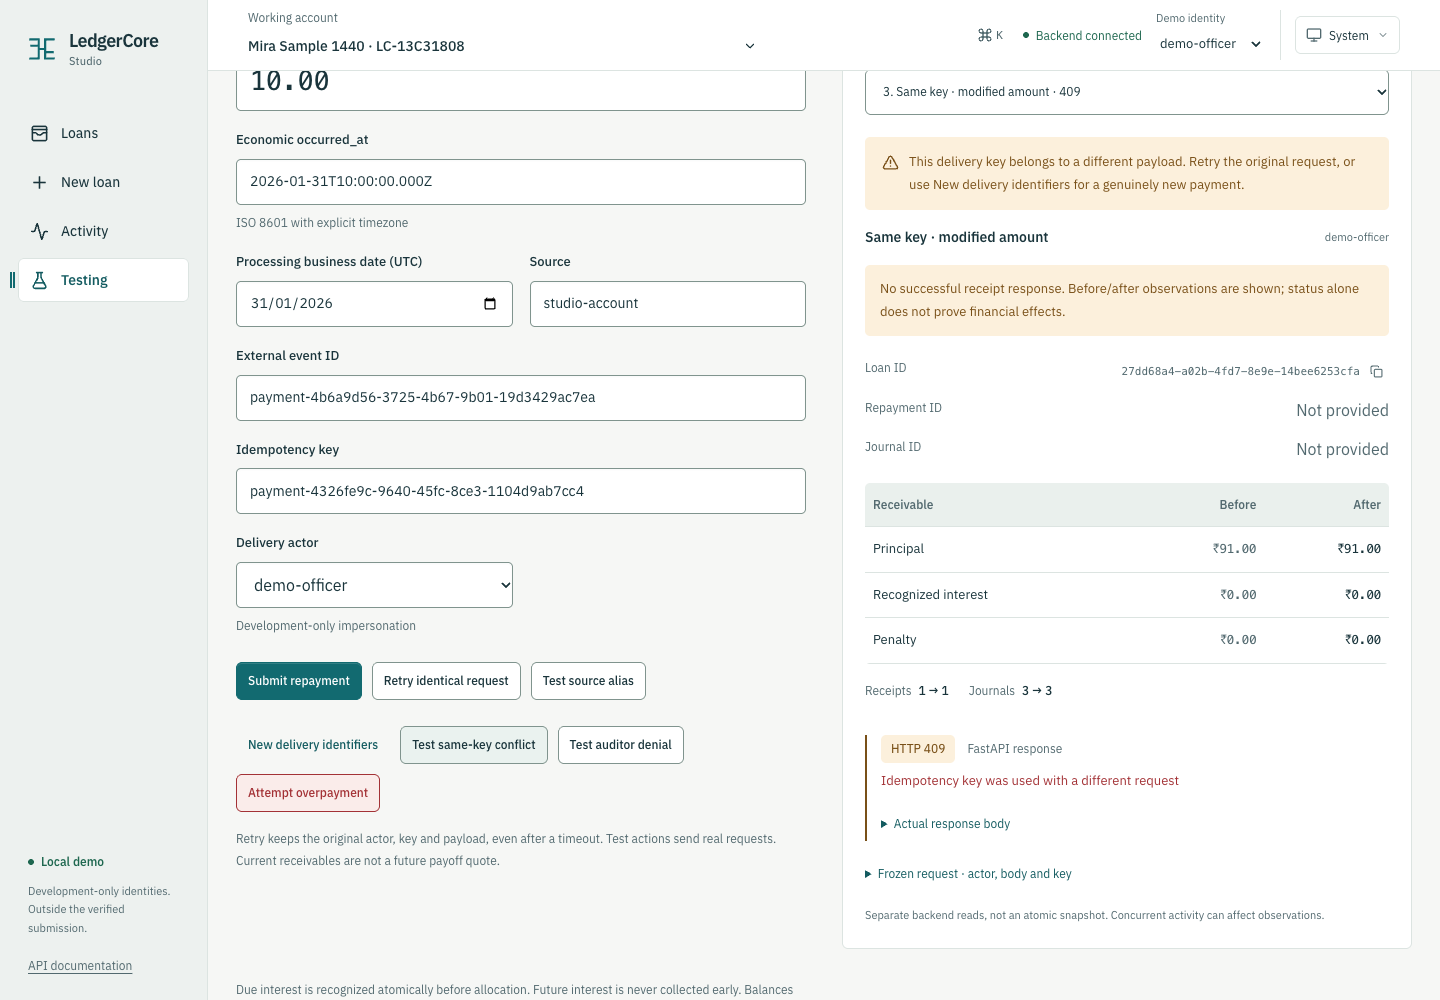 LedgerCore
Studio
Loans
New loan
Activity
Testing
Local demo
Development-only identities.
Outside the verified
submission.
API documentation
Working account
Mira Sample 1440 · LC-13C31808
⌘ K
Backend connected
Demo identity
demo-officer
System
10.00
Economic occurred_at
2026-01-31T10:00:00.000Z
ISO 8601 with explicit timezone
Processing business date (UTC)
Source
31/01/2026
studio-account
External event ID
payment-4b6a9d56-3725-4b67-9b01-19d3429ac7ea
Idempotency key
payment-4326fe9c-9640-45fc-8ce3-1104d9ab7cc4
Delivery actor
demo-officer
Development-only impersonation
Submit repayment
Retry identical request
Test source alias
New delivery identifiers
Test same-key conflict
Test auditor denial
Attempt overpayment
Retry keeps the original actor, key and payload, even after a timeout. Test actions send real requests.
Current receivables are not a future payoff quote.
Due interest is recognized atomically before allocation. Future interest is never collected early. Balances
3. Same key · modified amount · 409
This delivery key belongs to a different payload. Retry the original request, or
use New delivery identifiers for a genuinely new payment.
Same key · modified amount
demo-officer
No successful receipt response. Before/after observations are shown; status alone
does not prove financial effects.
Loan ID
27dd68a4-a02b-4fd7-8e9e-14bee6253cfa
Repayment ID
Not provided
Journal ID
Not provided
Receivable Before After
Principal ₹91.00 ₹91.00
Recognized interest ₹0.00 ₹0.00
Penalty ₹0.00 ₹0.00
Receipts 1 → 1 Journals 3 → 3
HTTP 409 FastAPI response
Idempotency key was used with a different request
Actual response body
Frozen request · actor, body and key
Separate backend reads, not an atomic snapshot. Concurrent activity can affect observations.